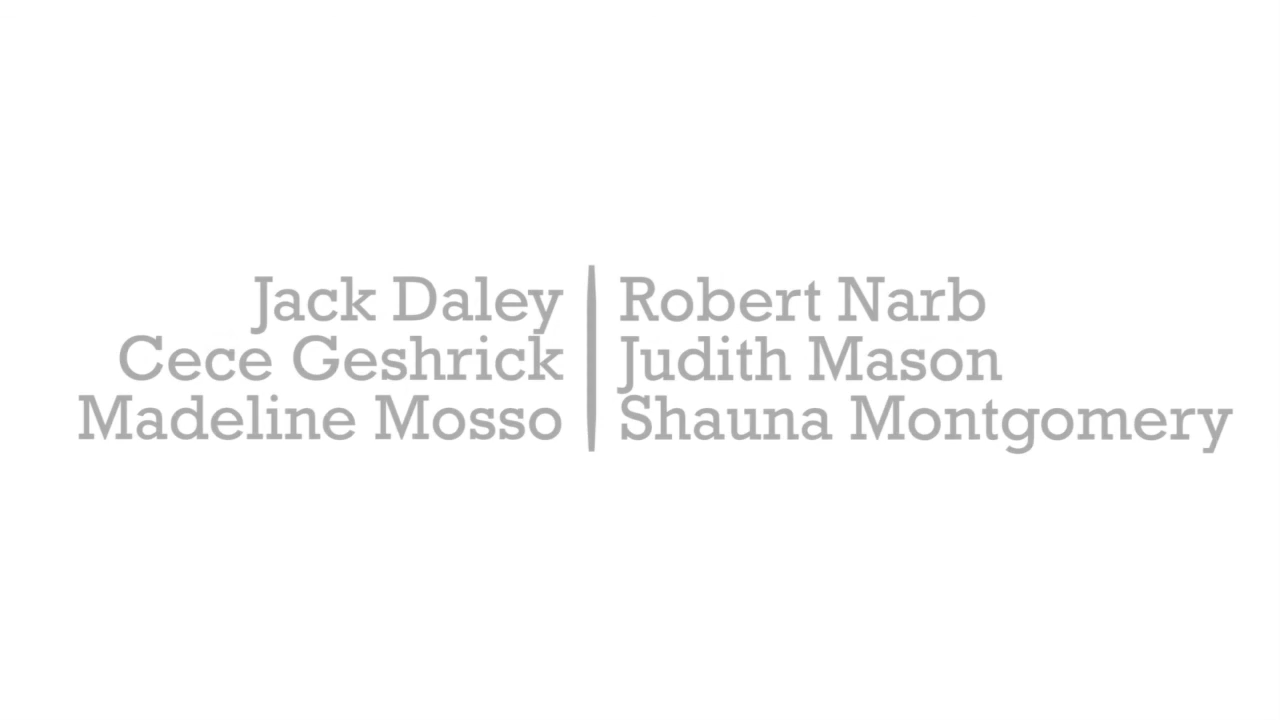 Jack Daley
Cece Geshrick
Madeline Mosso
Robert Narb
Judith Mason
Shauna Montgomery